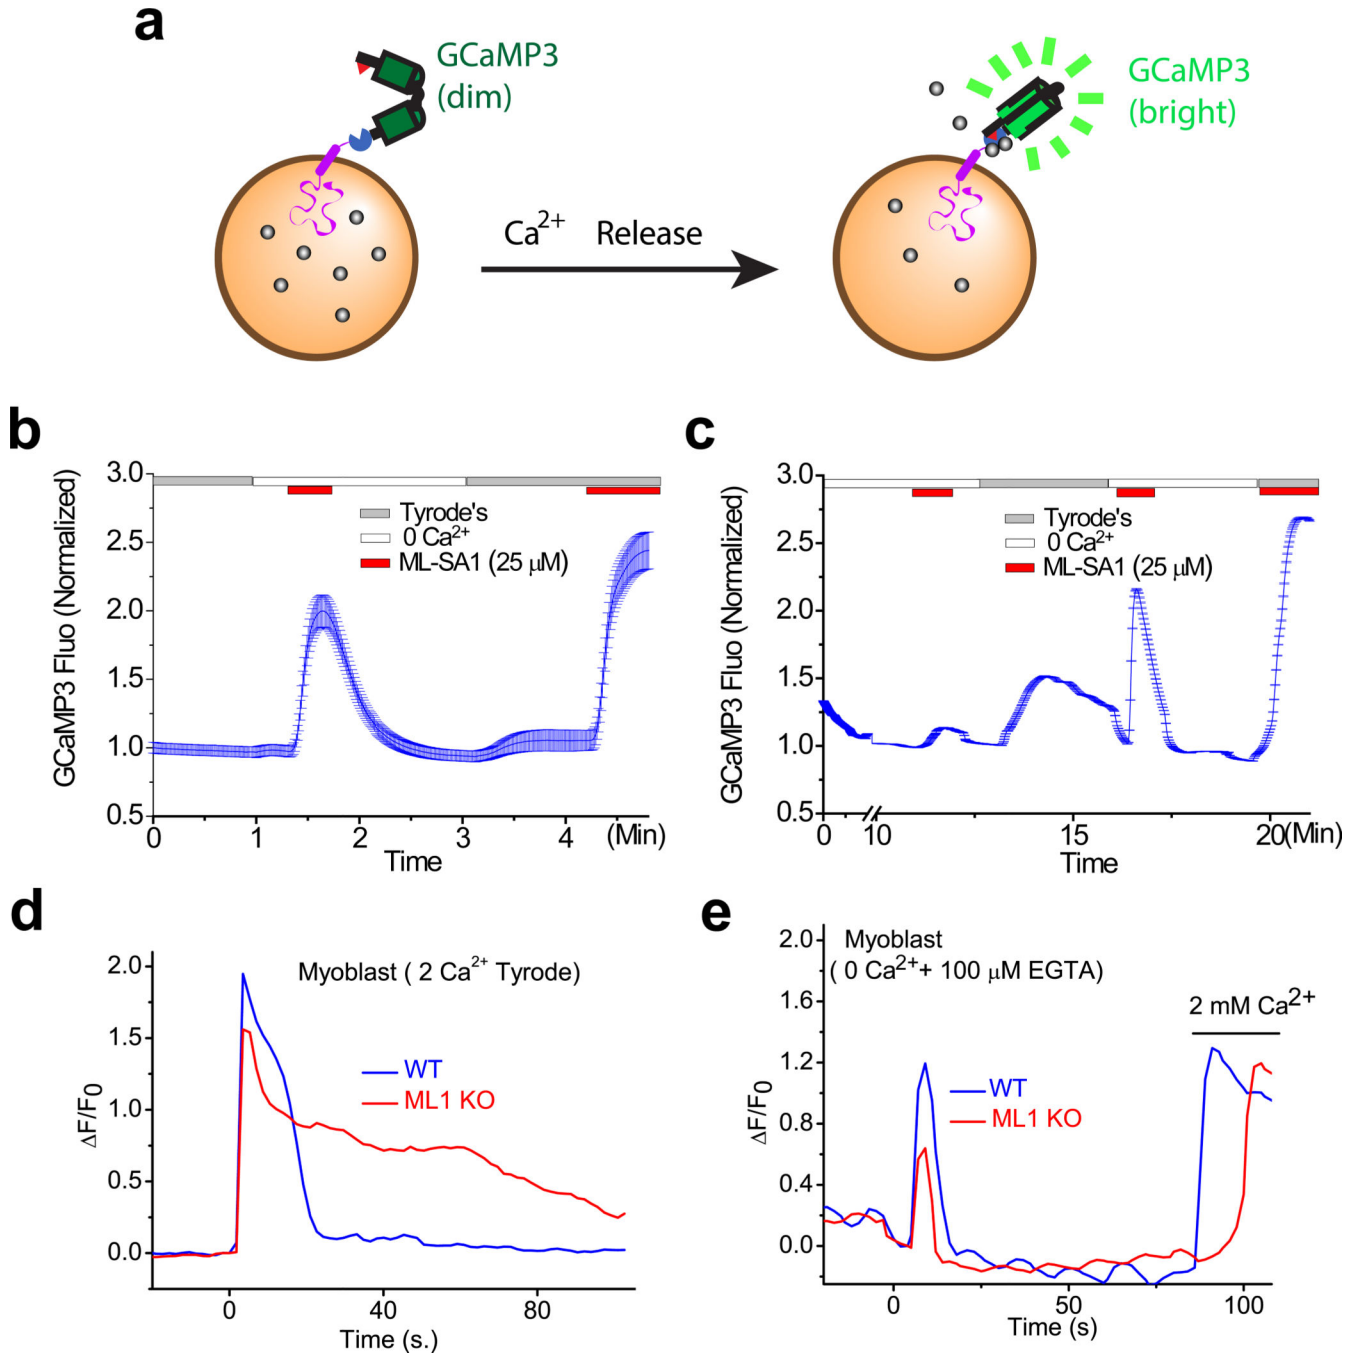 a
GCaMP3
(dim)
GCaMP3
(bright)
Ca²⁺ Release
b
GCaMP3 Fluo (Normalized)
3.0
2.5
2.0
1.5
1.0
0.5
Tyrode's
0 Ca²⁺
ML-SA1 (25 μM)
0 1 2 3 4 (Min)
Time
c
GCaMP3 Fluo (Normalized)
3.0
2.5
2.0
1.5
1.0
0.5
Tyrode's
0 Ca²⁺
ML-SA1 (25 μM)
0 10 15 20(Min)
Time
d
ΔF/F0
2.0
1.5
1.0
0.5
0.0
Myoblast ( 2 Ca²⁺ Tyrode)
WT
ML1 KO
0 40 80
Time (s.)
e
ΔF/F0
2.0
1.6
1.2
0.8
0.4
0.0
Myoblast
( 0 Ca²⁺+ 100 μM EGTA)
2 mM Ca²⁺
WT
ML1 KO
0 50 100
Time (s)